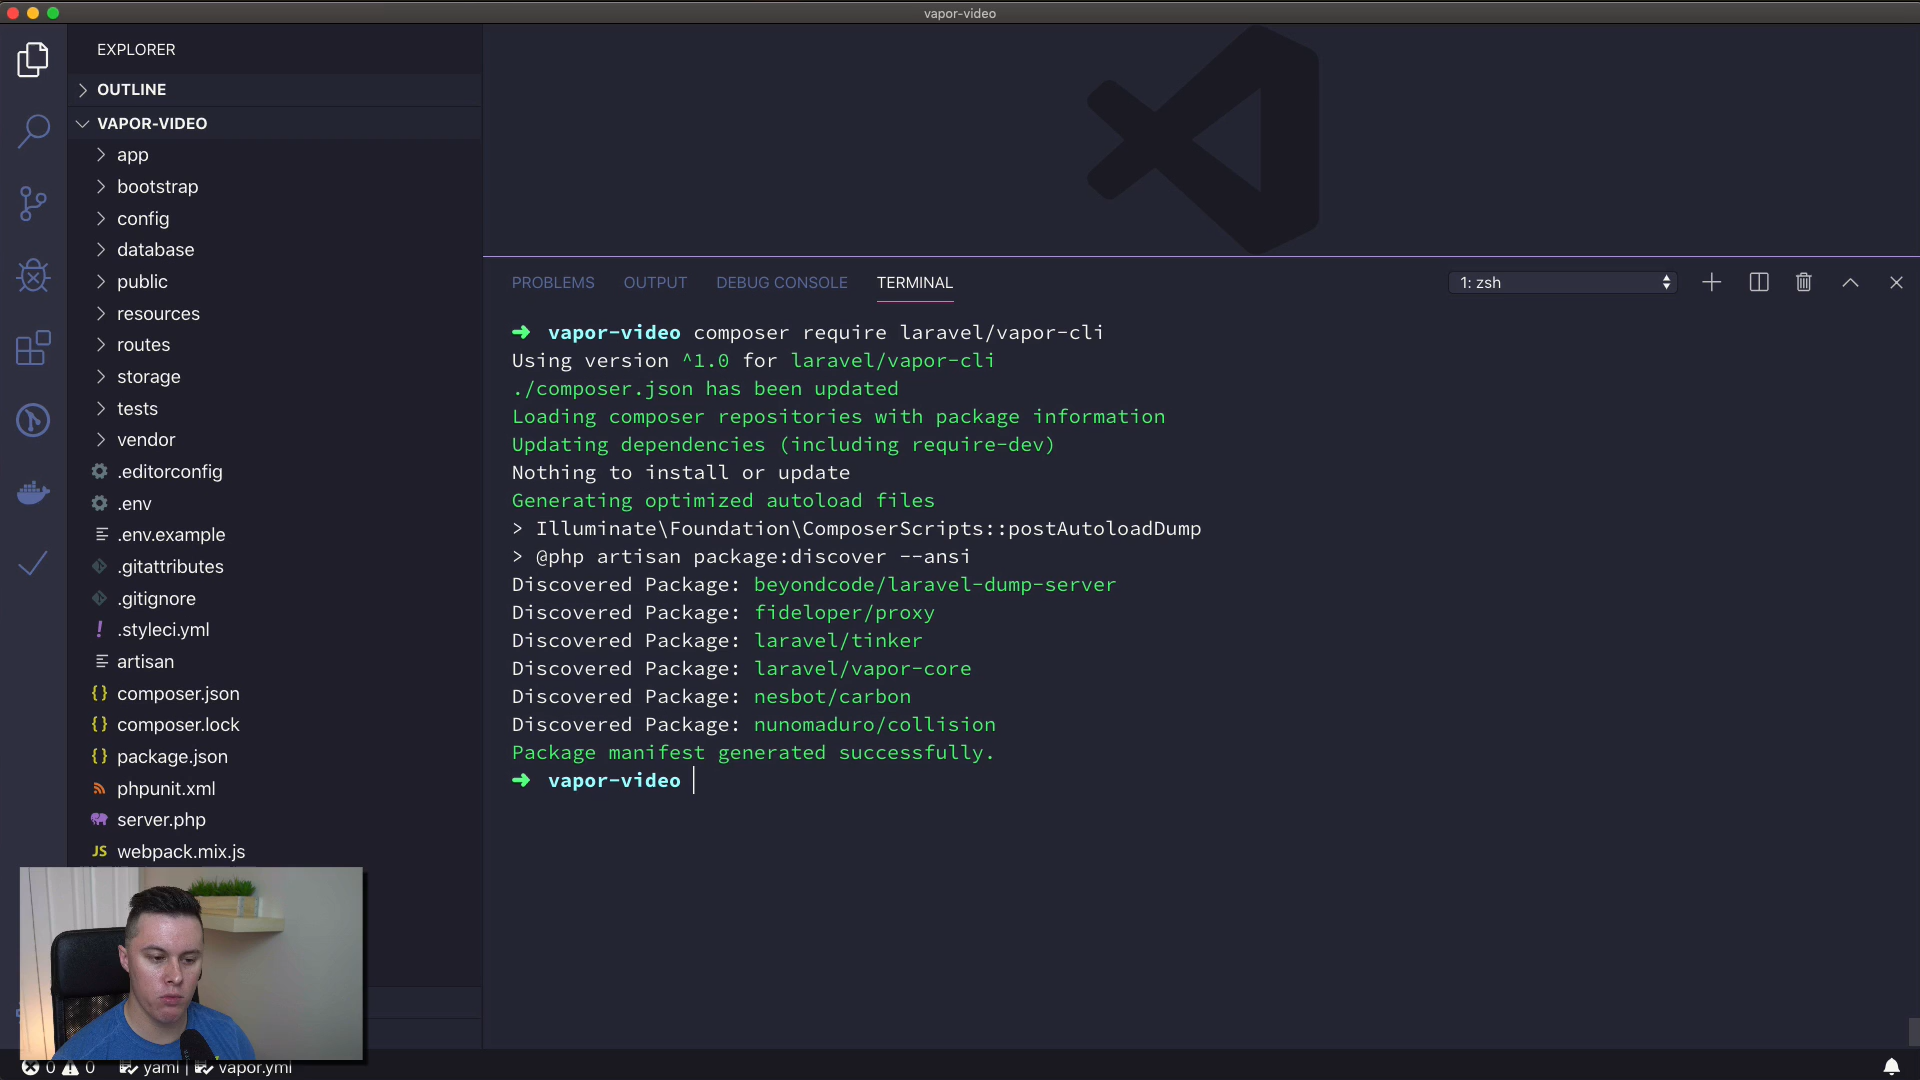 vapor-video
EXPLORER
OUTLINE
VAPOR-VIDEO
app
bootstrap
config
database
public
resources
routes
storage
tests
vendor
.editorconfig
.env
.env.example
.gitattributes
.gitignore
.styleci.yml
artisan
composer.json
composer.lock
package.json
phpunit.xml
server.php
webpack.mix.js
PROBLEMS OUTPUT DEBUG CONSOLE TERMINAL 1: zsh
➜ vapor-video composer require laravel/vapor-cli
Using version ^1.0 for laravel/vapor-cli
./composer.json has been updated
Loading composer repositories with package information
Updating dependencies (including require-dev)
Nothing to install or update
Generating optimized autoload files
> Illuminate\Foundation\ComposerScripts::postAutoloadDump
> @php artisan package:discover --ansi
Discovered Package: beyondcode/laravel-dump-server
Discovered Package: fideloper/proxy
Discovered Package: laravel/tinker
Discovered Package: laravel/vapor-core
Discovered Package: nesbot/carbon
Discovered Package: nunomaduro/collision
Package manifest generated successfully.
➜ vapor-video
0 0 yaml | vapor.yml